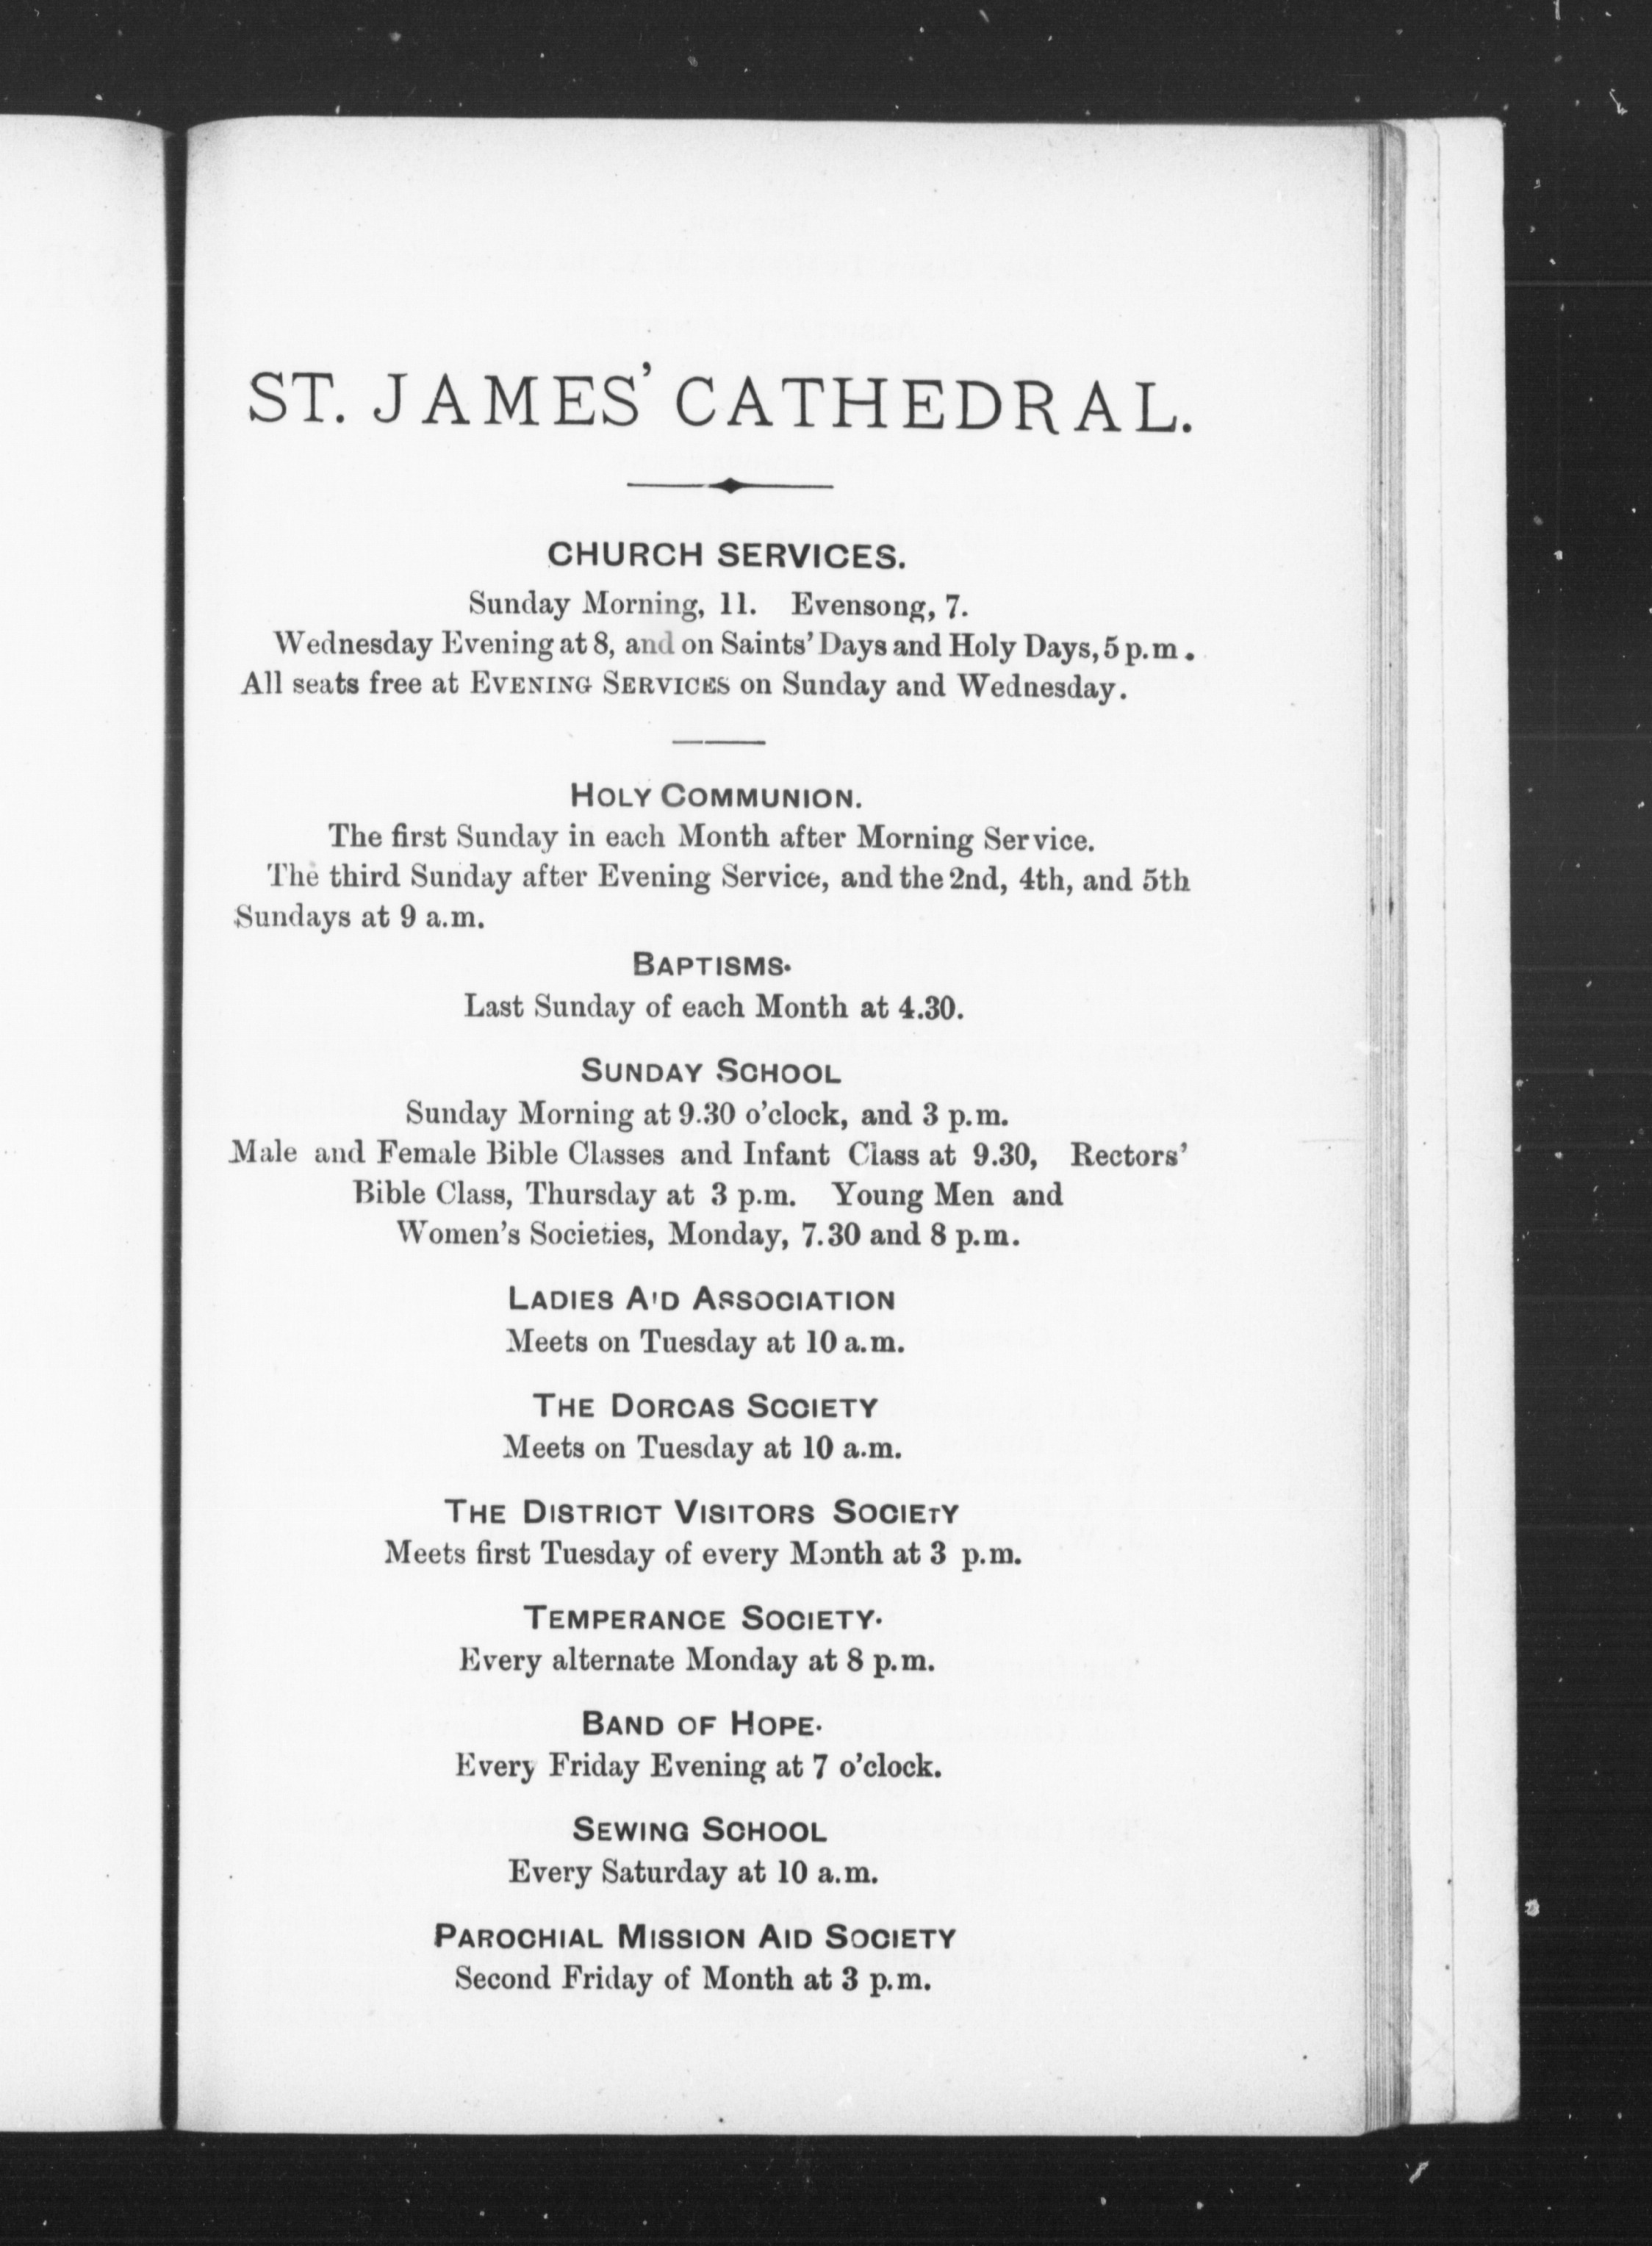 ST. JAMES' CATHEDRAL.
CHURCH SERVICES.
Sunday Morning, 11. Evensong, 7.
Wednesday Evening at 8, and on Saints' Days and Holy Days, 5 p.m.
All seats free at EVENING SERVICES on Sunday and Wednesday.
HOLY COMMUNION.
The first Sunday in each Month after Morning Service.
The third Sunday after Evening Service, and the 2nd, 4th, and 5th
Sundays at 9 a.m.
BAPTISMS.
Last Sunday of each Month at 4.30.
SUNDAY SCHOOL
Sunday Morning at 9.30 o'clock, and 3 p.m.
Male and Female Bible Classes and Infant Class at 9.30, Rectors'
Bible Class, Thursday at 3 p.m. Young Men and
Women's Societies, Monday, 7.30 and 8 p.m.
LADIES AID ASSOCIATION
Meets on Tuesday at 10 a.m.
THE DORCAS SOCIETY
Meets on Tuesday at 10 a.m.
THE DISTRICT VISITORS SOCIETY
Meets first Tuesday of every Month at 3 p.m.
TEMPERANCE SOCIETY.
Every alternate Monday at 8 p.m.
BAND OF HOPE.
Every Friday Evening at 7 o'clock.
SEWING SCHOOL
Every Saturday at 10 a.m.
PAROCHIAL MISSION AID SOCIETY
Second Friday of Month at 3 p.m.